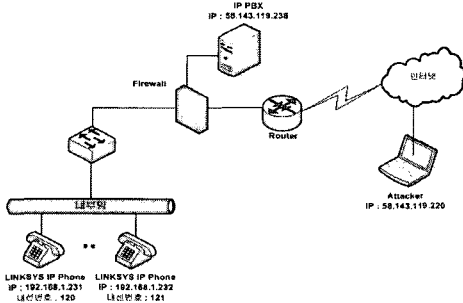 IP PBX
IP : 58.143.119.238
Firewall
인터넷
Router
Attacker
IP : 58.143.119.220
내부망
LINKSYS IP Phone
IP : 192.168.1.231
내선번호 : 120
LINKSYS IP Phone
IP : 192.168.1.232
내선번호 : 121